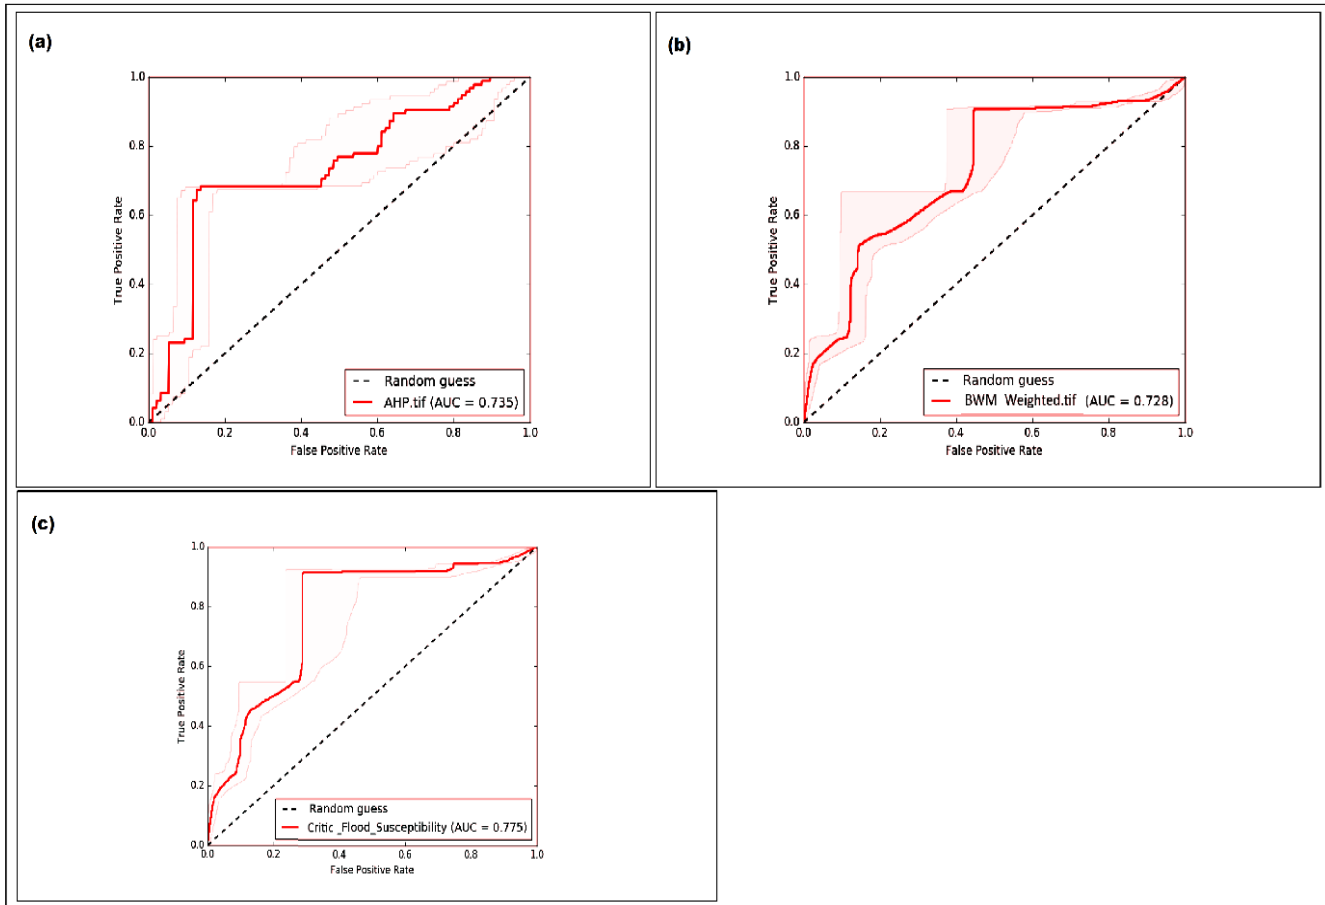 (a)
1.0
0.8
0.6
0.4
0.2
0.0
True Positive Rate
0.0 0.2 0.4 0.6 0.8 1.0
False Positive Rate
Random guess
AHP.tif (AUC = 0.735)
(b)
1.0
0.8
0.6
0.4
0.2
0.0
True Positive Rate
0.0 0.2 0.4 0.6 0.8 1.0
False Positive Rate
Random guess
BWM Weighted.tif (AUC = 0.728)
(c)
1.0
0.8
0.6
0.4
0.2
0.0
True Positive Rate
0.0 0.2 0.4 0.6 0.8 1.0
False Positive Rate
Random guess
Critic _Flood_Susceptibility (AUC = 0.775)